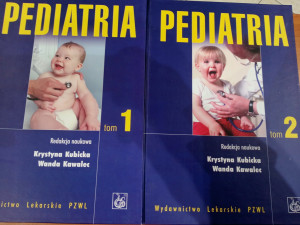 PEDIATRIA
tom 1
Redakcja naukowa
Krystyna Kubicka
Wanda Kawalec
Lekarskie PZWL
PEDIATRIA
tom 2
Redakcja naukowa
Krystyna Kubicka
Wanda Kawalec
Wydawnictwo Lekarskie PZWL